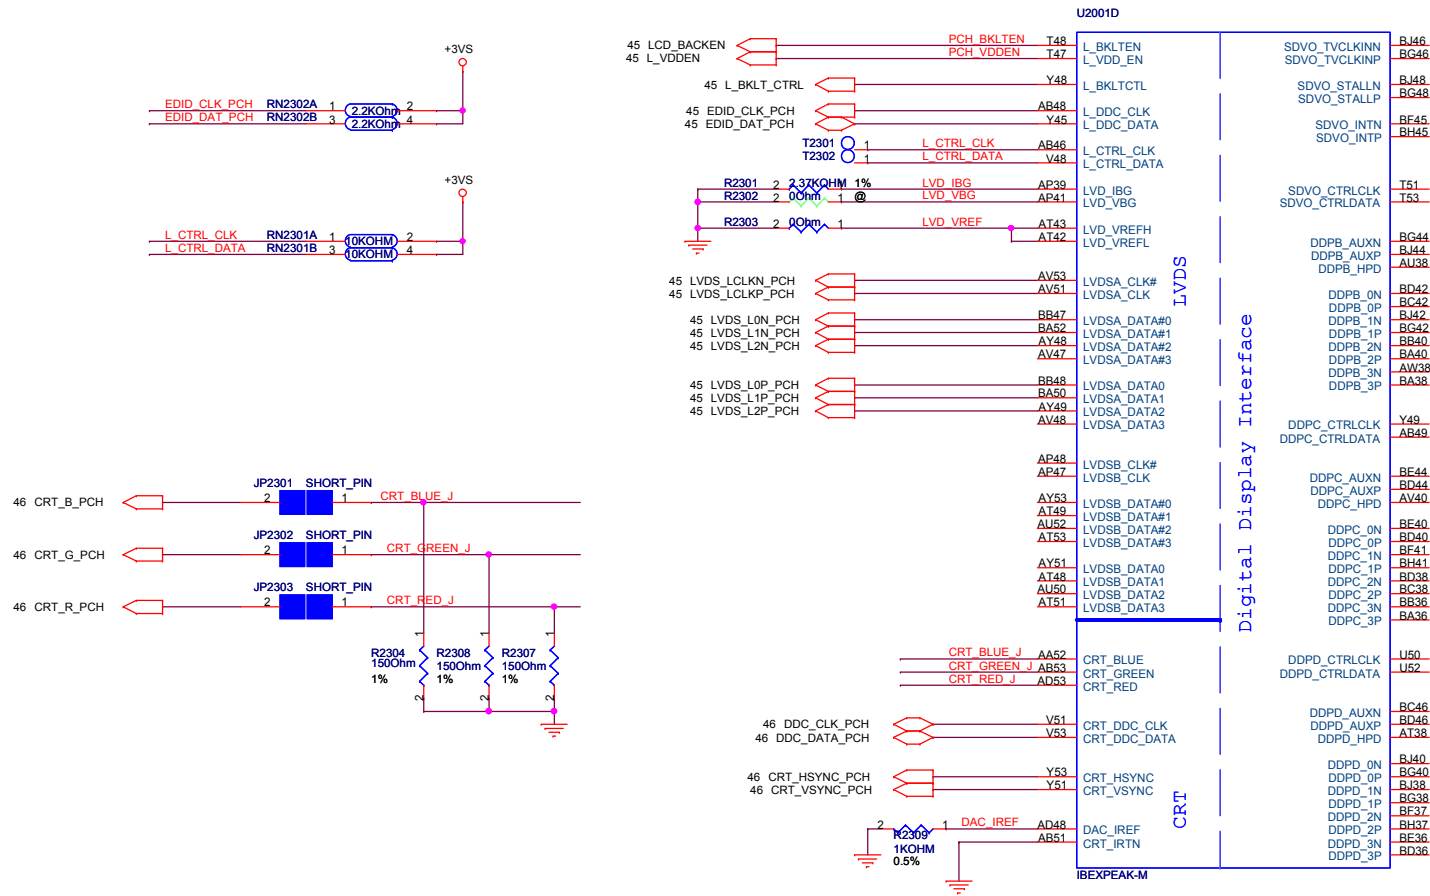 +3VS
EDID_CLK_PCH RN2302A 1 2.2KOhm 2
EDID_DAT_PCH RN2302B 3 2.2KOhm 4
+3VS
L_CTRL_CLK RN2301A 1 10KOHM 2
L_CTRL_DATA RN2301B 3 10KOHM 4
46 CRT_B_PCH 2 JP2301 SHORT_PIN 1 CRT_BLUE_J
46 CRT_G_PCH 2 JP2302 SHORT_PIN 1 CRT_GREEN_J
46 CRT_R_PCH 2 JP2303 SHORT_PIN 1 CRT_RED_J
1 1 1
R2304 R2308 R2307
150Ohm 150Ohm 150Ohm
1% 1% 1%
2 2 2
U2001D
45 LCD_BACKEN PCH_BKLTEN T48 L_BKLTEN
45 L_VDDEN PCH_VDDEN T47 L_VDD_EN
45 L_BKLT_CTRL Y48 L_BKLTCTL
45 EDID_CLK_PCH AB48 L_DDC_CLK
45 EDID_DAT_PCH Y45 L_DDC_DATA
T2301 1 L_CTRL_CLK AB46 L_CTRL_CLK
T2302 1 L_CTRL_DATA V48 L_CTRL_DATA
R2301 2 2.37KOHM 1 1% LVD_IBG AP39 LVD_IBG
R2302 2 0Ohm 1 @ LVD_VBG AP41 LVD_VBG
R2303 2 0Ohm 1 LVD_VREF AT43 LVD_VREFH
AT42 LVD_VREFL
45 LVDS_LCLKN_PCH AV53 LVDSA_CLK#
45 LVDS_LCLKP_PCH AV51 LVDSA_CLK
45 LVDS_L0N_PCH BB47 LVDSA_DATA#0
45 LVDS_L1N_PCH BA52 LVDSA_DATA#1
45 LVDS_L2N_PCH AY48 LVDSA_DATA#2
AV47 LVDSA_DATA#3
45 LVDS_L0P_PCH BB48 LVDSA_DATA0
45 LVDS_L1P_PCH BA50 LVDSA_DATA1
45 LVDS_L2P_PCH AY49 LVDSA_DATA2
AV48 LVDSA_DATA3
AP48 LVDSB_CLK#
AP47 LVDSB_CLK
AY53 LVDSB_DATA#0
AT49 LVDSB_DATA#1
AU52 LVDSB_DATA#2
AT53 LVDSB_DATA#3
AY51 LVDSB_DATA0
AT48 LVDSB_DATA1
AU50 LVDSB_DATA2
AT51 LVDSB_DATA3
CRT_BLUE_J AA52 CRT_BLUE
CRT_GREEN_J AB53 CRT_GREEN
CRT_RED_J AD53 CRT_RED
46 DDC_CLK_PCH V51 CRT_DDC_CLK
46 DDC_DATA_PCH V53 CRT_DDC_DATA
46 CRT_HSYNC_PCH Y53 CRT_HSYNC
46 CRT_VSYNC_PCH Y51 CRT_VSYNC
2 R2309 1 DAC_IREF AD48 DAC_IREF
1KOHM AB51 CRT_IRTN
0.5%
LVDS
CRT
Digital Display Interface
SDVO_TVCLKINN BJ46
SDVO_TVCLKINP BG46
SDVO_STALLN BJ48
SDVO_STALLP BG48
SDVO_INTN BF45
SDVO_INTP BH45
SDVO_CTRLCLK T51
SDVO_CTRLDATA T53
DDPB_AUXN BG44
DDPB_AUXP BJ44
DDPB_HPD AU38
DDPB_0N BD42
DDPB_0P BC42
DDPB_1N BJ42
DDPB_1P BG42
DDPB_2N BB40
DDPB_2P BA40
DDPB_3N AW38
DDPB_3P BA38
DDPC_CTRLCLK Y49
DDPC_CTRLDATA AB49
DDPC_AUXN BE44
DDPC_AUXP BD44
DDPC_HPD AV40
DDPC_0N BE40
DDPC_0P BD40
DDPC_1N BF41
DDPC_1P BH41
DDPC_2N BD38
DDPC_2P BC38
DDPC_3N BB36
DDPC_3P BA36
DDPD_CTRLCLK U50
DDPD_CTRLDATA U52
DDPD_AUXN BC46
DDPD_AUXP BD46
DDPD_HPD AT38
DDPD_0N BJ40
DDPD_0P BG40
DDPD_1N BJ38
DDPD_1P BG38
DDPD_2N BF37
DDPD_2P BH37
DDPD_3N BE36
DDPD_3P BD36
IBEXPEAK-M